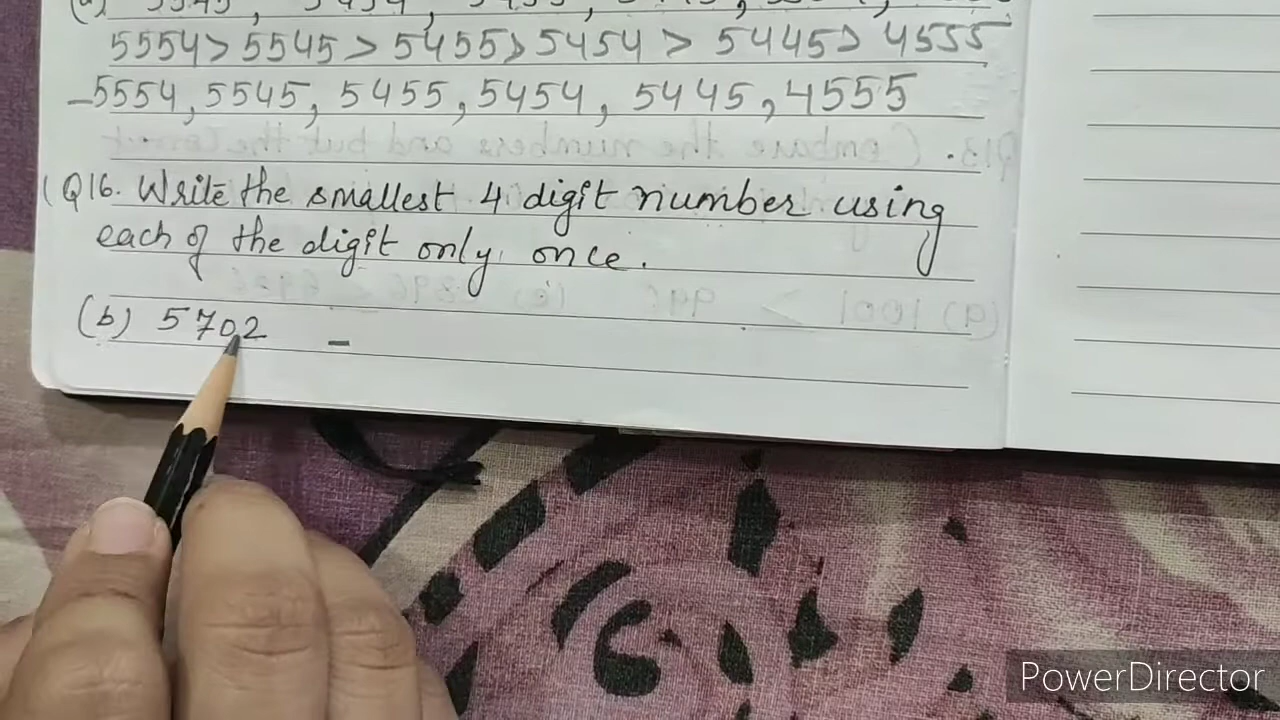 5554 > 5545 > 5455 > 5454 > 5445 > 4555
- 5554, 5545, 5455, 5454, 5445, 4555
Q16. Write the smallest 4 digit number using
each of the digit only once.
(b) 5702 -
PowerDirector